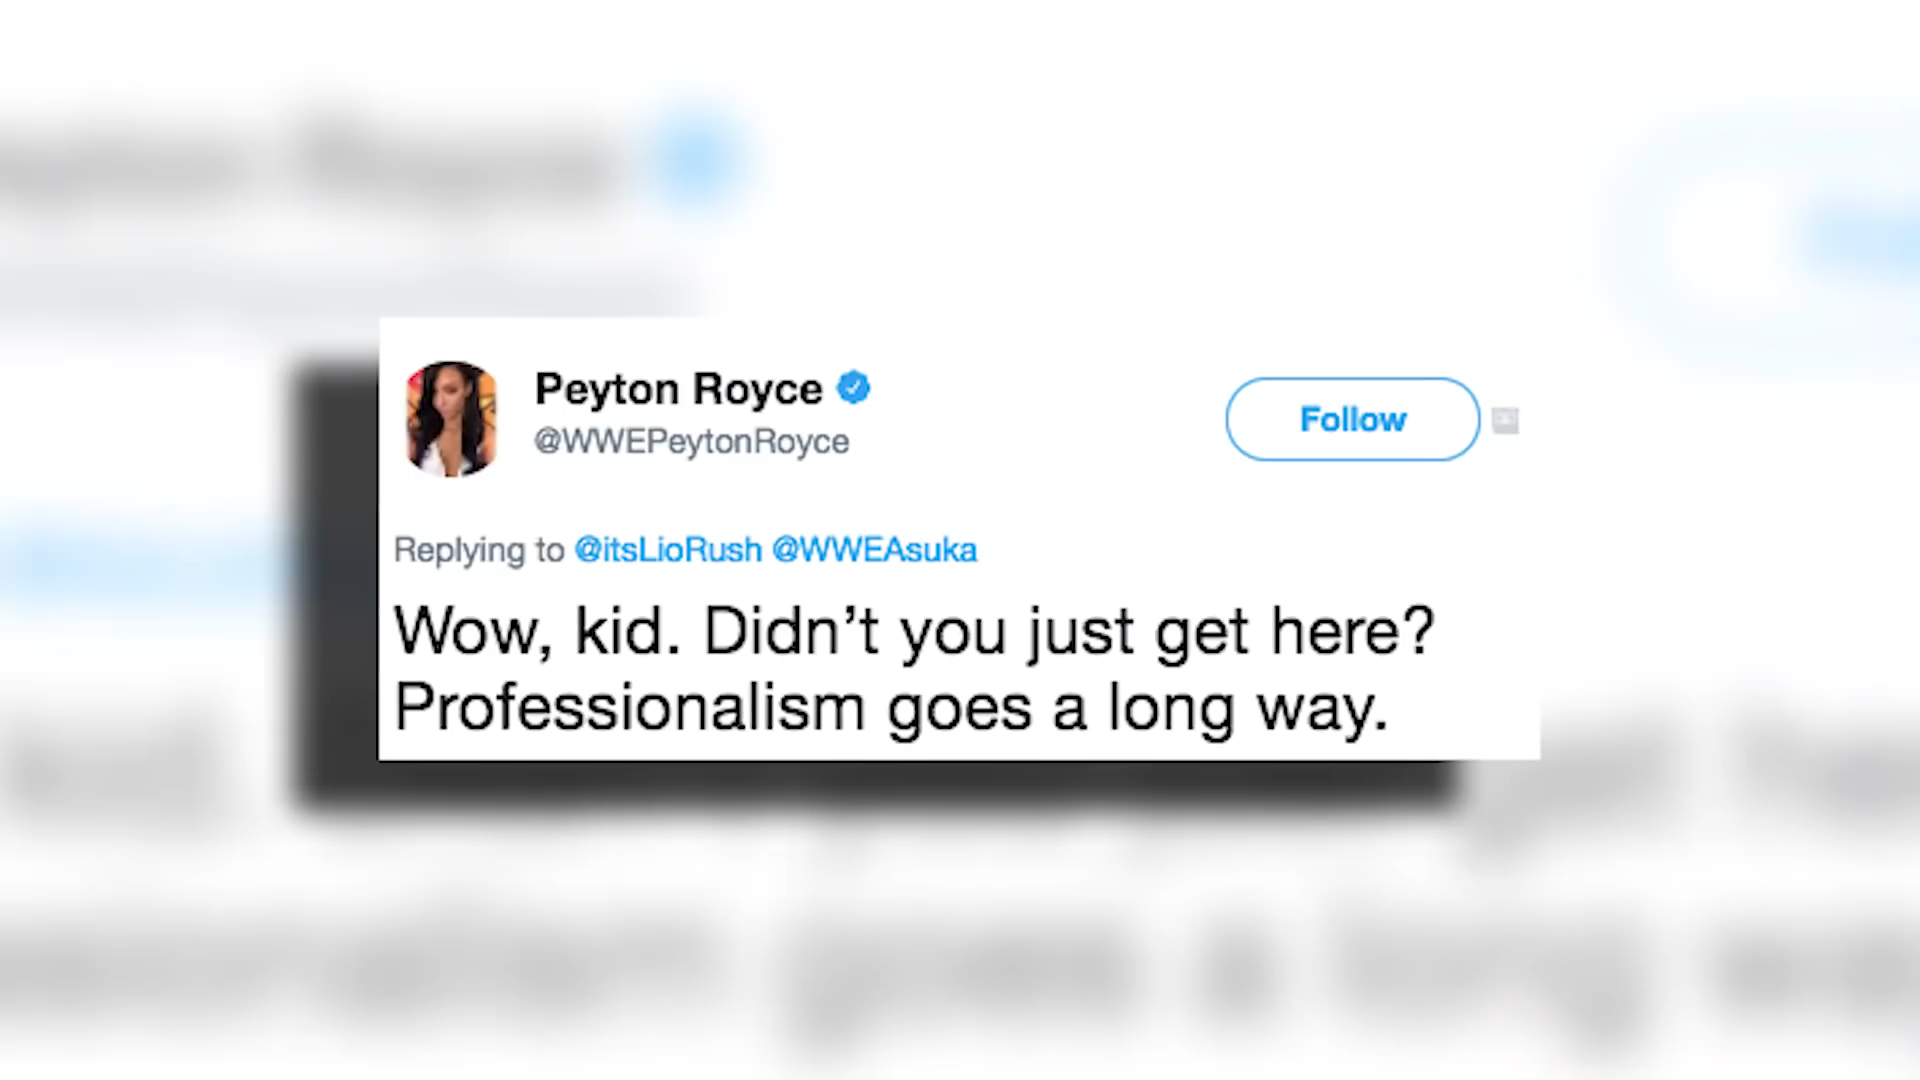 Peyton Royce
@WWEPeytonRoyce
Follow
Replying to @itsLioRush @WWEAsuka
Wow, kid. Didn’t you just get here?
Professionalism goes a long way.